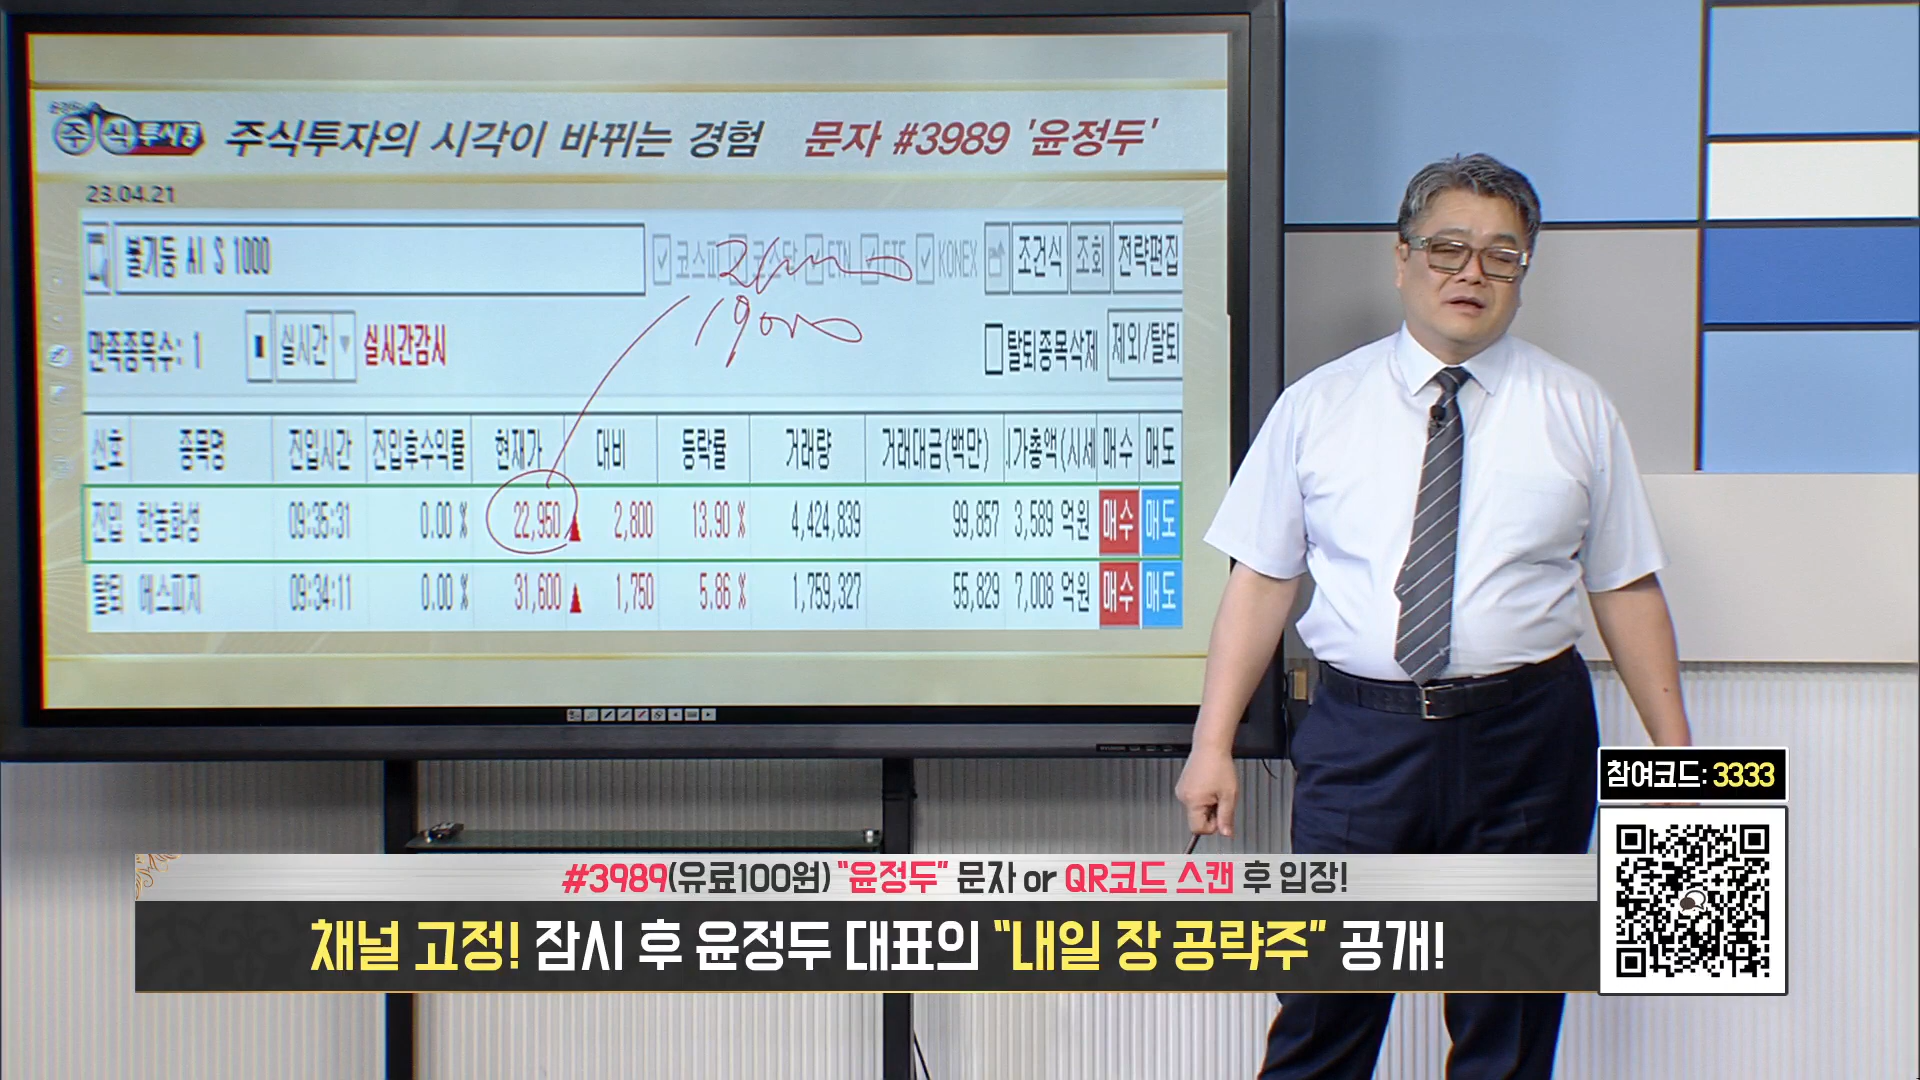 주식투시경
주식투자의 시각이 바뀌는 경험 문자 #3989 '윤정두'
23.04.21
불기둥 AI S 1000
코스피 코스닥 ETN ETF KONEX 조건식 조회 전략편집
19000
만족종목수: 1 실시간 실시간감시 탈퇴종목삭제 제외/탈퇴
신호 종목명 진입시간 진입후수익률 현재가 대비 등락률 거래량 거래대금(백만) 가총액(시세 매수 매도
진입 한농화성 09:35:31 0.00 % 22,950 ▲ 2,800 13.90 % 4,424,839 99,857 3,589 억원 매수 매도
탈퇴 에스피지 09:34:11 0.00 % 31,600 ▲ 1,750 5.86 % 1,759,327 55,829 7,008 억원 매수 매도
참여코드: 3333
#3989(유료100원) "윤정두" 문자 or QR코드 스캔 후 입장!
채널 고정! 잠시 후 윤정두 대표의 "내일 장 공략주" 공개!